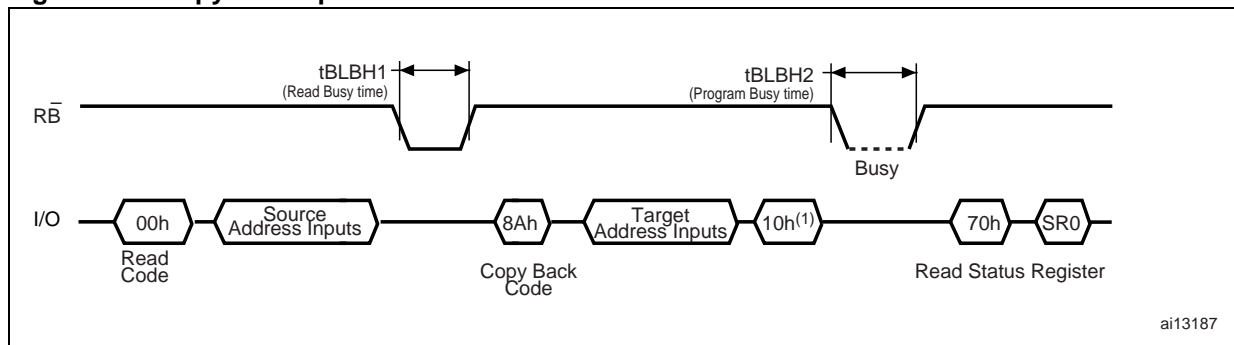 tBLBH1
(Read Busy time)
tBLBH2
(Program Busy time)
RB̅
Busy
I/O
00h
Source
Address Inputs
8Ah
Target
Address Inputs
10h(1)
70h
SR0
Read
Code
Copy Back
Code
Read Status Register
ai13187